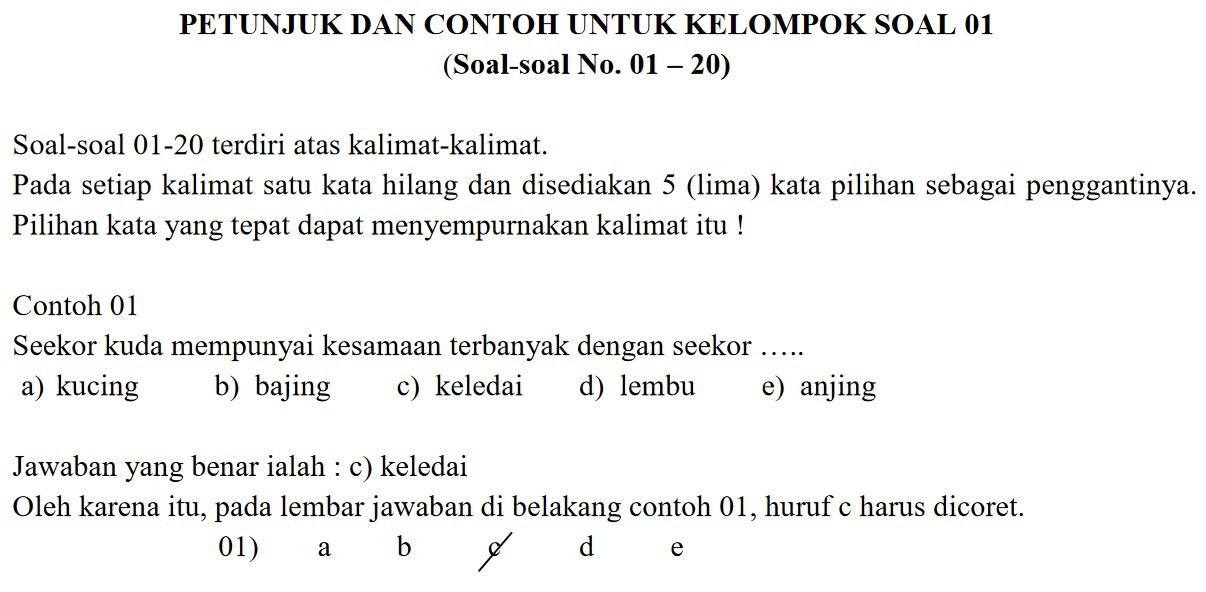 PETUNJUK DAN CONTOH UNTUK KELOMPOK SOAL 01
(Soal-soal No. 01 – 20)
Soal-soal 01-20 terdiri atas kalimat-kalimat.
Pada setiap kalimat satu kata hilang dan disediakan 5 (lima) kata pilihan sebagai penggantinya.
Pilihan kata yang tepat dapat menyempurnakan kalimat itu !
Contoh 01
Seekor kuda mempunyai kesamaan terbanyak dengan seekor …..
a) kucing b) bajing c) keledai d) lembu e) anjing
Jawaban yang benar ialah : c) keledai
Oleh karena itu, pada lembar jawaban di belakang contoh 01, huruf c harus dicoret.
01) a b c d e